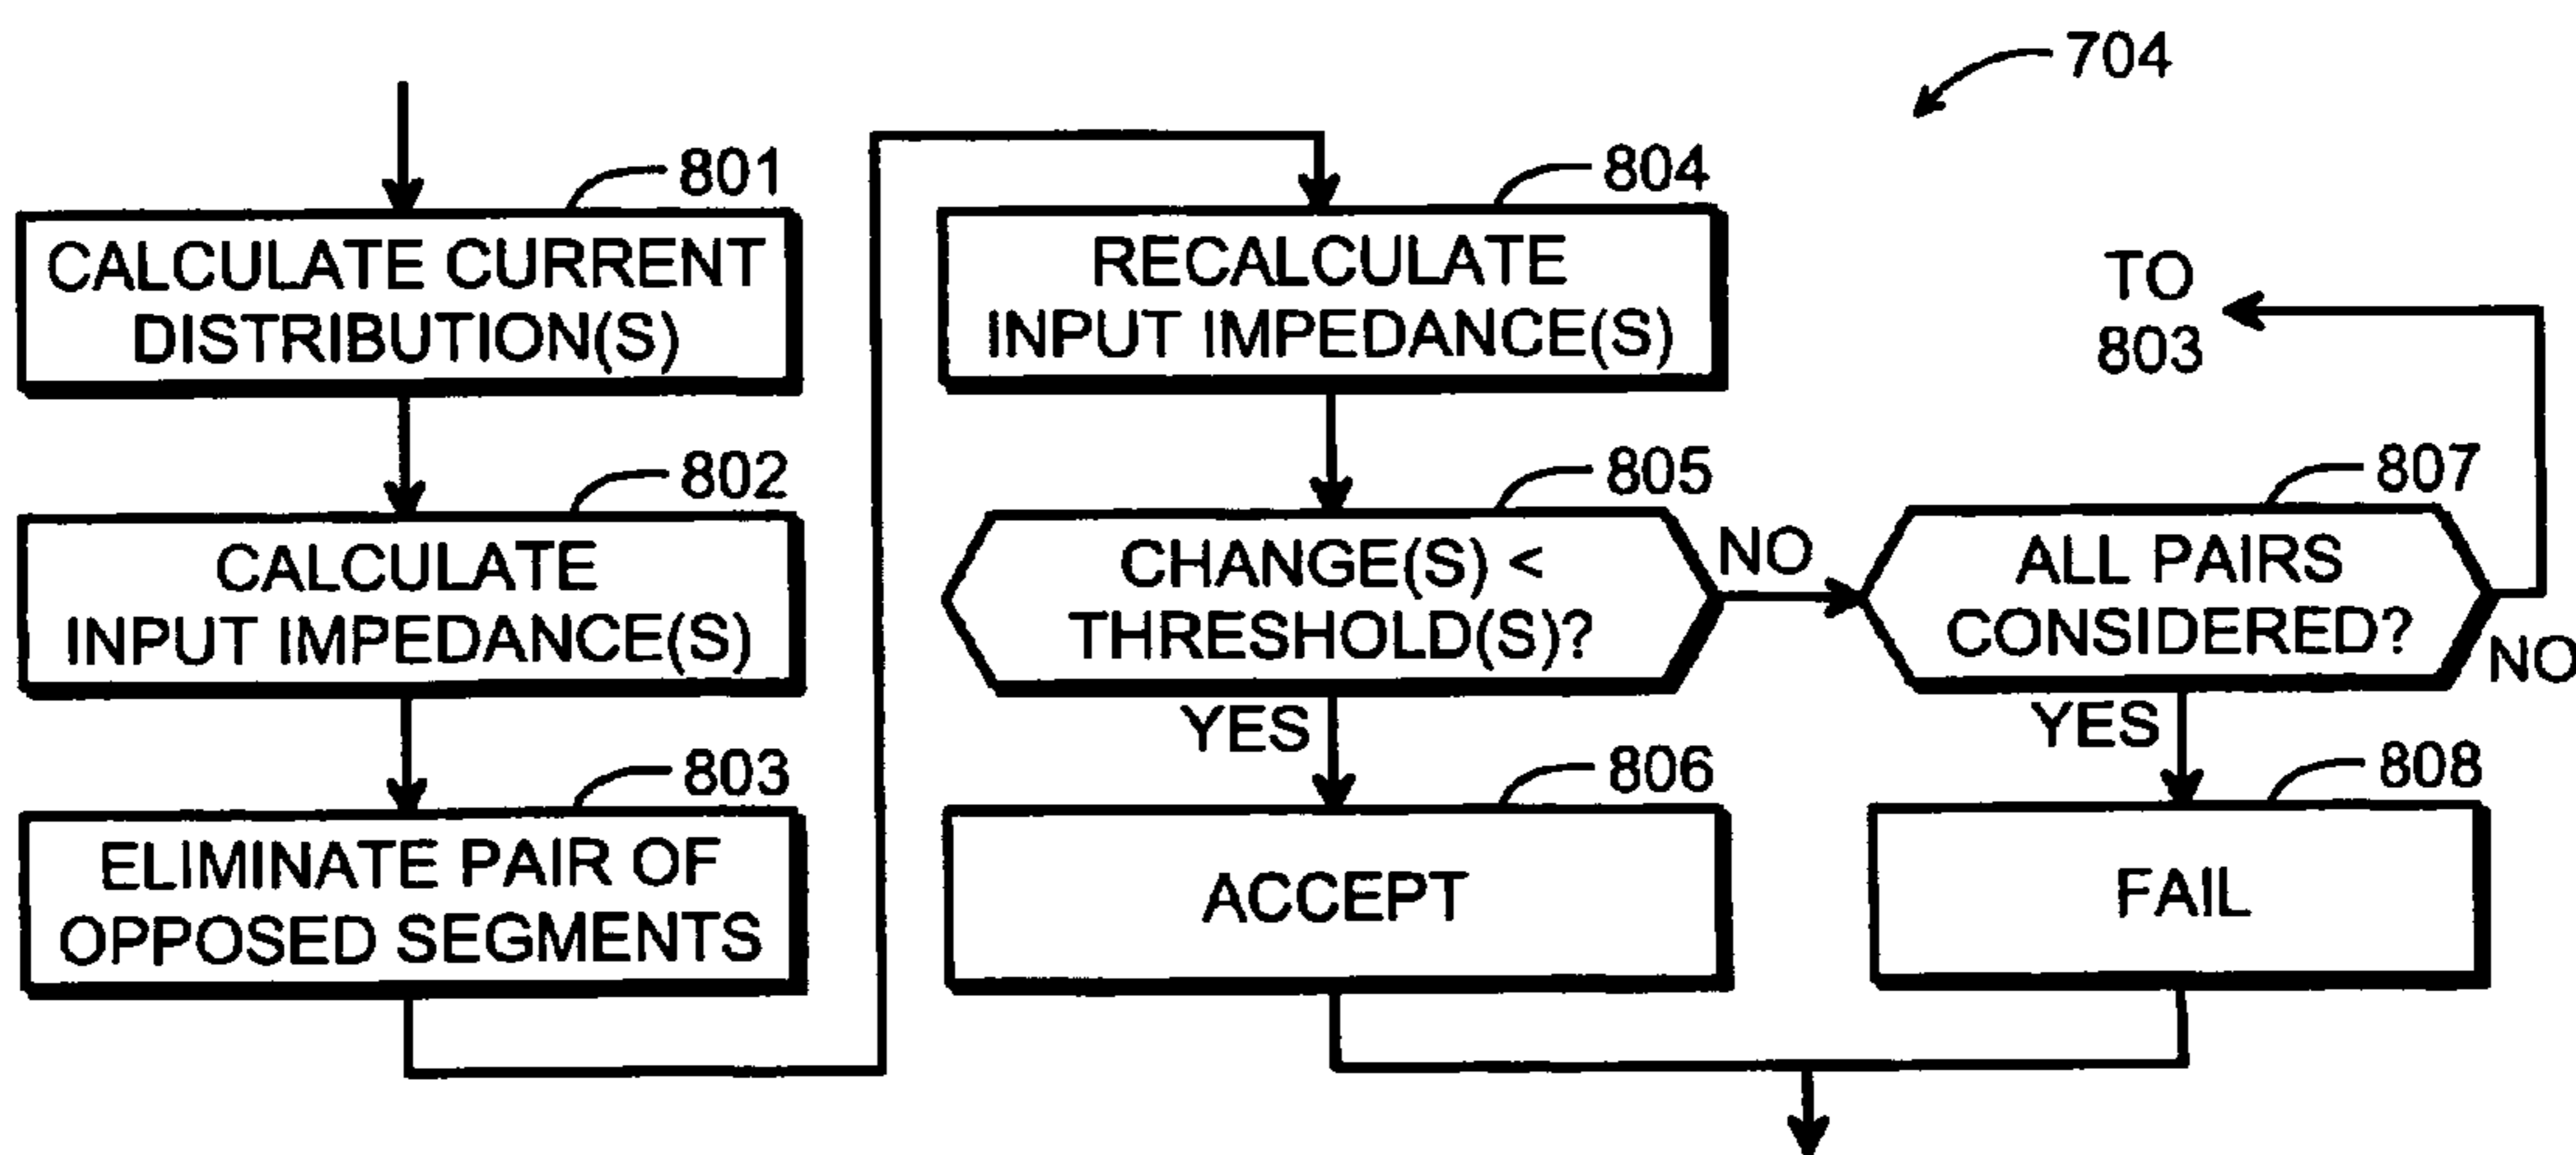 704
801
CALCULATE CURRENT
DISTRIBUTION(S)
802
CALCULATE
INPUT IMPEDANCE(S)
803
ELIMINATE PAIR OF
OPPOSED SEGMENTS
804
RECALCULATE
INPUT IMPEDANCE(S)
805
CHANGE(S) <
THRESHOLD(S)?
NO
YES
806
ACCEPT
807
ALL PAIRS
CONSIDERED?
NO
TO
803
YES
808
FAIL